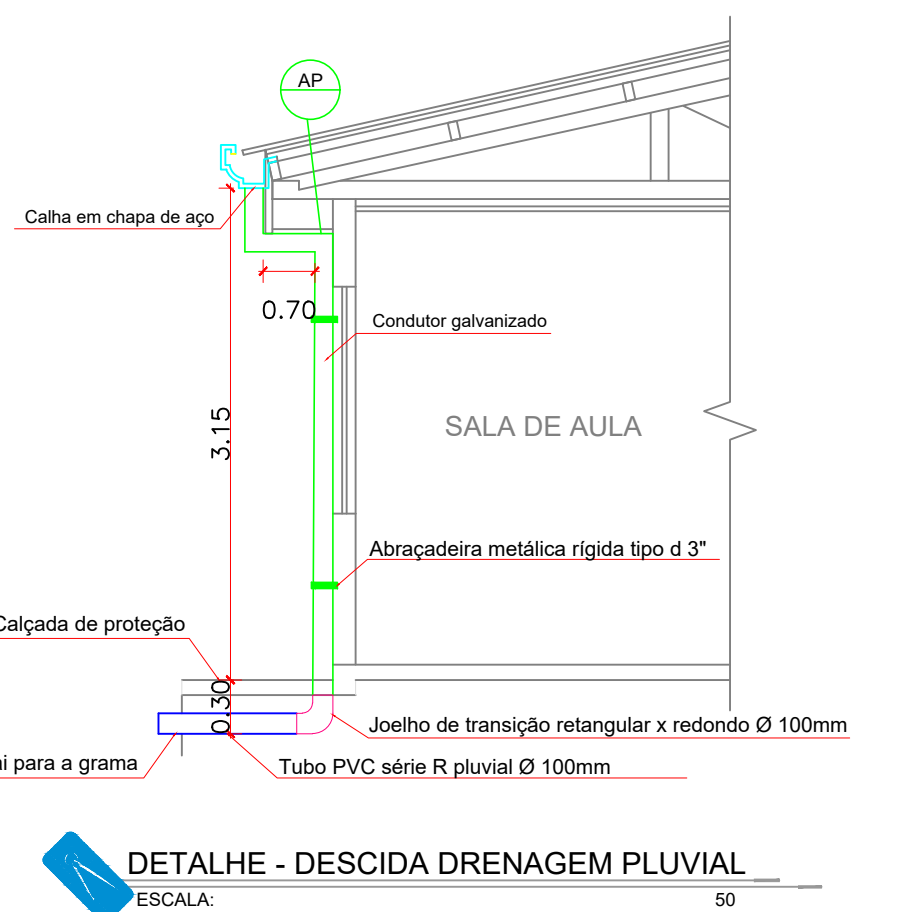 AP
Calha em chapa de aço
0.70
Condutor galvanizado
3.15
SALA DE AULA
Abraçadeira metálica rígida tipo d 3"
Calçada de proteção
0.30
Joelho de transição retangular x redondo Ø 100mm
para a grama
Tubo PVC série R pluvial Ø 100mm
DETALHE - DESCIDA DRENAGEM PLUVIAL
ESCALA: 50